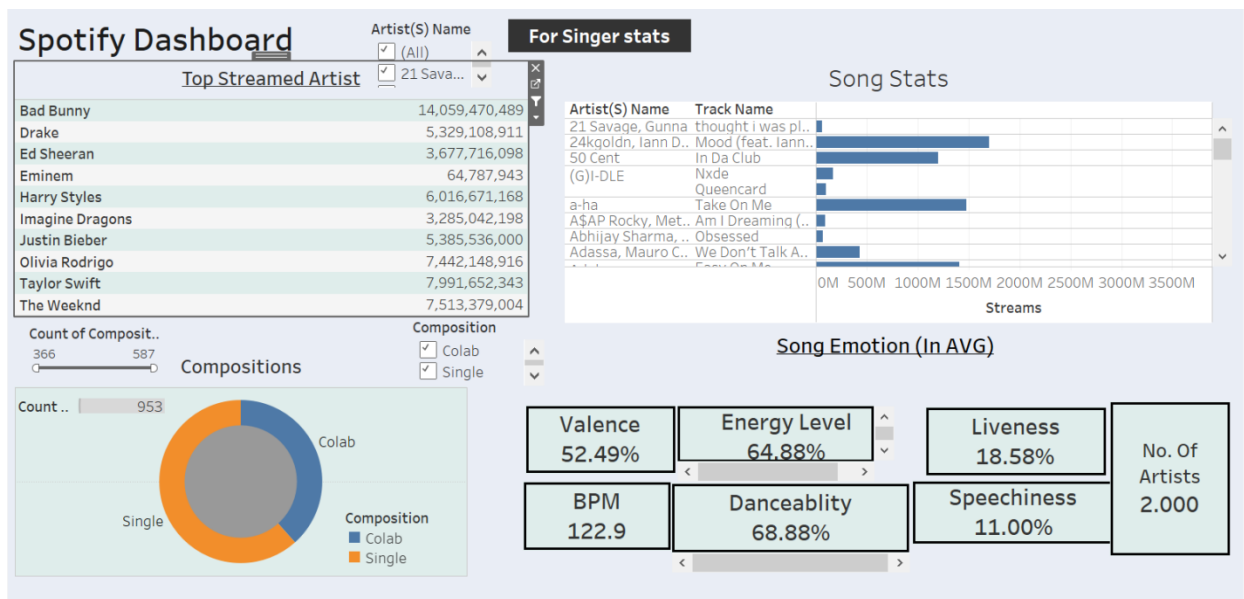 Spotify Dashboard
Artist(S) Name
(All)
21 Sava...
For Singer stats
Top Streamed Artist
Bad Bunny 14,059,470,489
Drake 5,329,108,911
Ed Sheeran 3,677,716,098
Eminem 64,787,943
Harry Styles 6,016,671,168
Imagine Dragons 3,285,042,198
Justin Bieber 5,385,536,000
Olivia Rodrigo 7,442,148,916
Taylor Swift 7,991,652,343
The Weeknd 7,513,379,004
Song Stats
Artist(S) Name Track Name
21 Savage, Gunna thought i was pl..
24kgoldn, Iann D.. Mood (feat. Iann..
50 Cent In Da Club
(G)I-DLE Nxde
Queencard
a-ha Take On Me
A$AP Rocky, Met.. Am I Dreaming (..
Abhijay Sharma, .. Obsessed
Adassa, Mauro C.. We Don't Talk A..
Easy On Me
0M 500M 1000M 1500M 2000M 2500M 3000M 3500M
Streams
Count of Composit..
366 587
Compositions
Composition
Colab
Single
Count .. 953
Colab
Single
Composition
Colab
Single
Song Emotion (In AVG)
Valence
52.49%
Energy Level
64.88%
Liveness
18.58%
No. Of
Artists
2.000
BPM
122.9
Danceablity
68.88%
Speechiness
11.00%